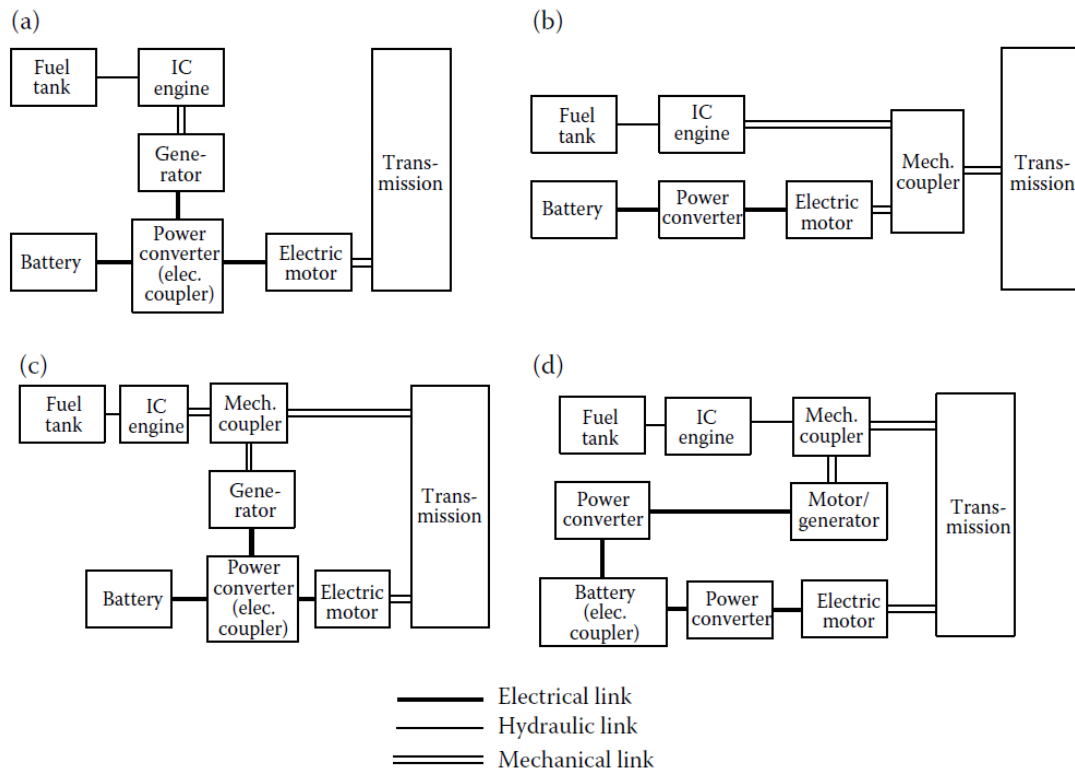 (a)
Fuel
tank
IC
engine
Gene-
rator
Battery
Power
converter
(elec.
coupler)
Electric
motor
Trans-
mission
(b)
Fuel
tank
IC
engine
Battery
Power
converter
Electric
motor
Mech.
coupler
Trans-
mission
(c)
Fuel
tank
IC
engine
Mech.
coupler
Gene-
rator
Battery
Power
converter
(elec.
coupler)
Electric
motor
Trans-
mission
(d)
Fuel
tank
IC
engine
Mech.
coupler
Power
converter
Motor/
generator
Battery (elec.
coupler)
Power
converter
Electric
motor
Trans-
mission
Electrical link
Hydraulic link
Mechanical link